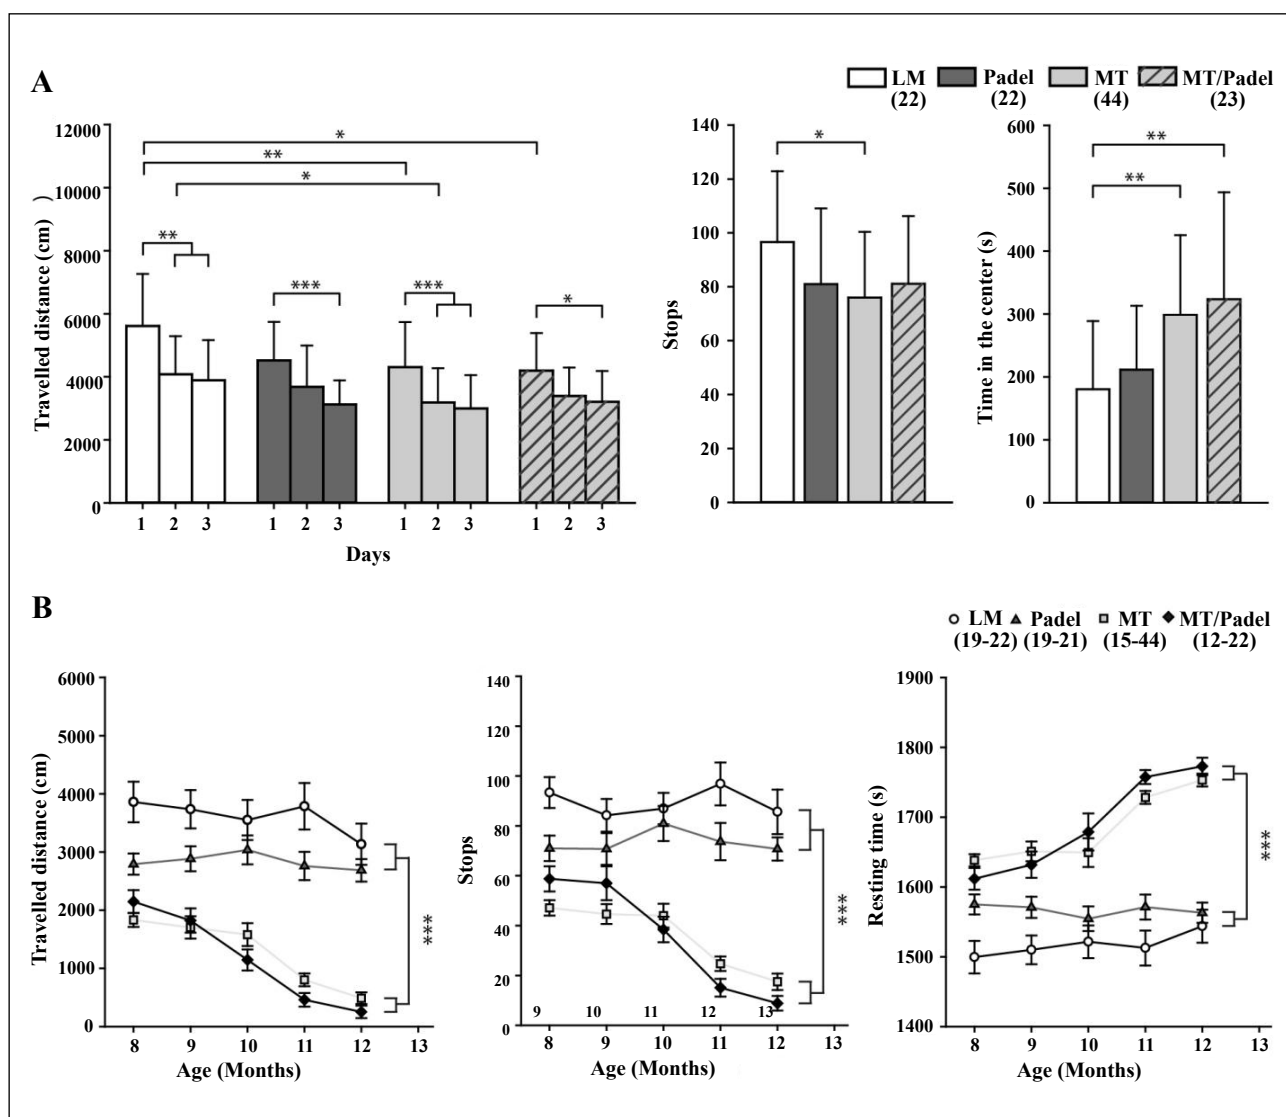 A
LM Padel MT MT/Padel
(22) (22) (44) (23)
Travelled distance (cm)
12000
10000
8000
6000
4000
2000
0
* ** * ** *** *** *
1 2 3 1 2 3 1 2 3 1 2 3
Days
Stops
140
120
100
80
60
40
20
0
*
Time in the center (s)
600
500
400
300
200
100
0
**
**
B
LM Padel MT MT/Padel
(19-22) (19-21) (15-44) (12-22)
Travelled distance (cm)
6000
5000
4000
3000
2000
1000
0
***
8 9 10 11 12 13
Age (Months)
Stops
140
120
100
80
60
40
20
0
***
9 10 11 12 13
8 9 10 11 12 13
Age (Months)
Resting time (s)
1900
1800
1700
1600
1500
1400
***
8 9 10 11 12 13
Age (Months)